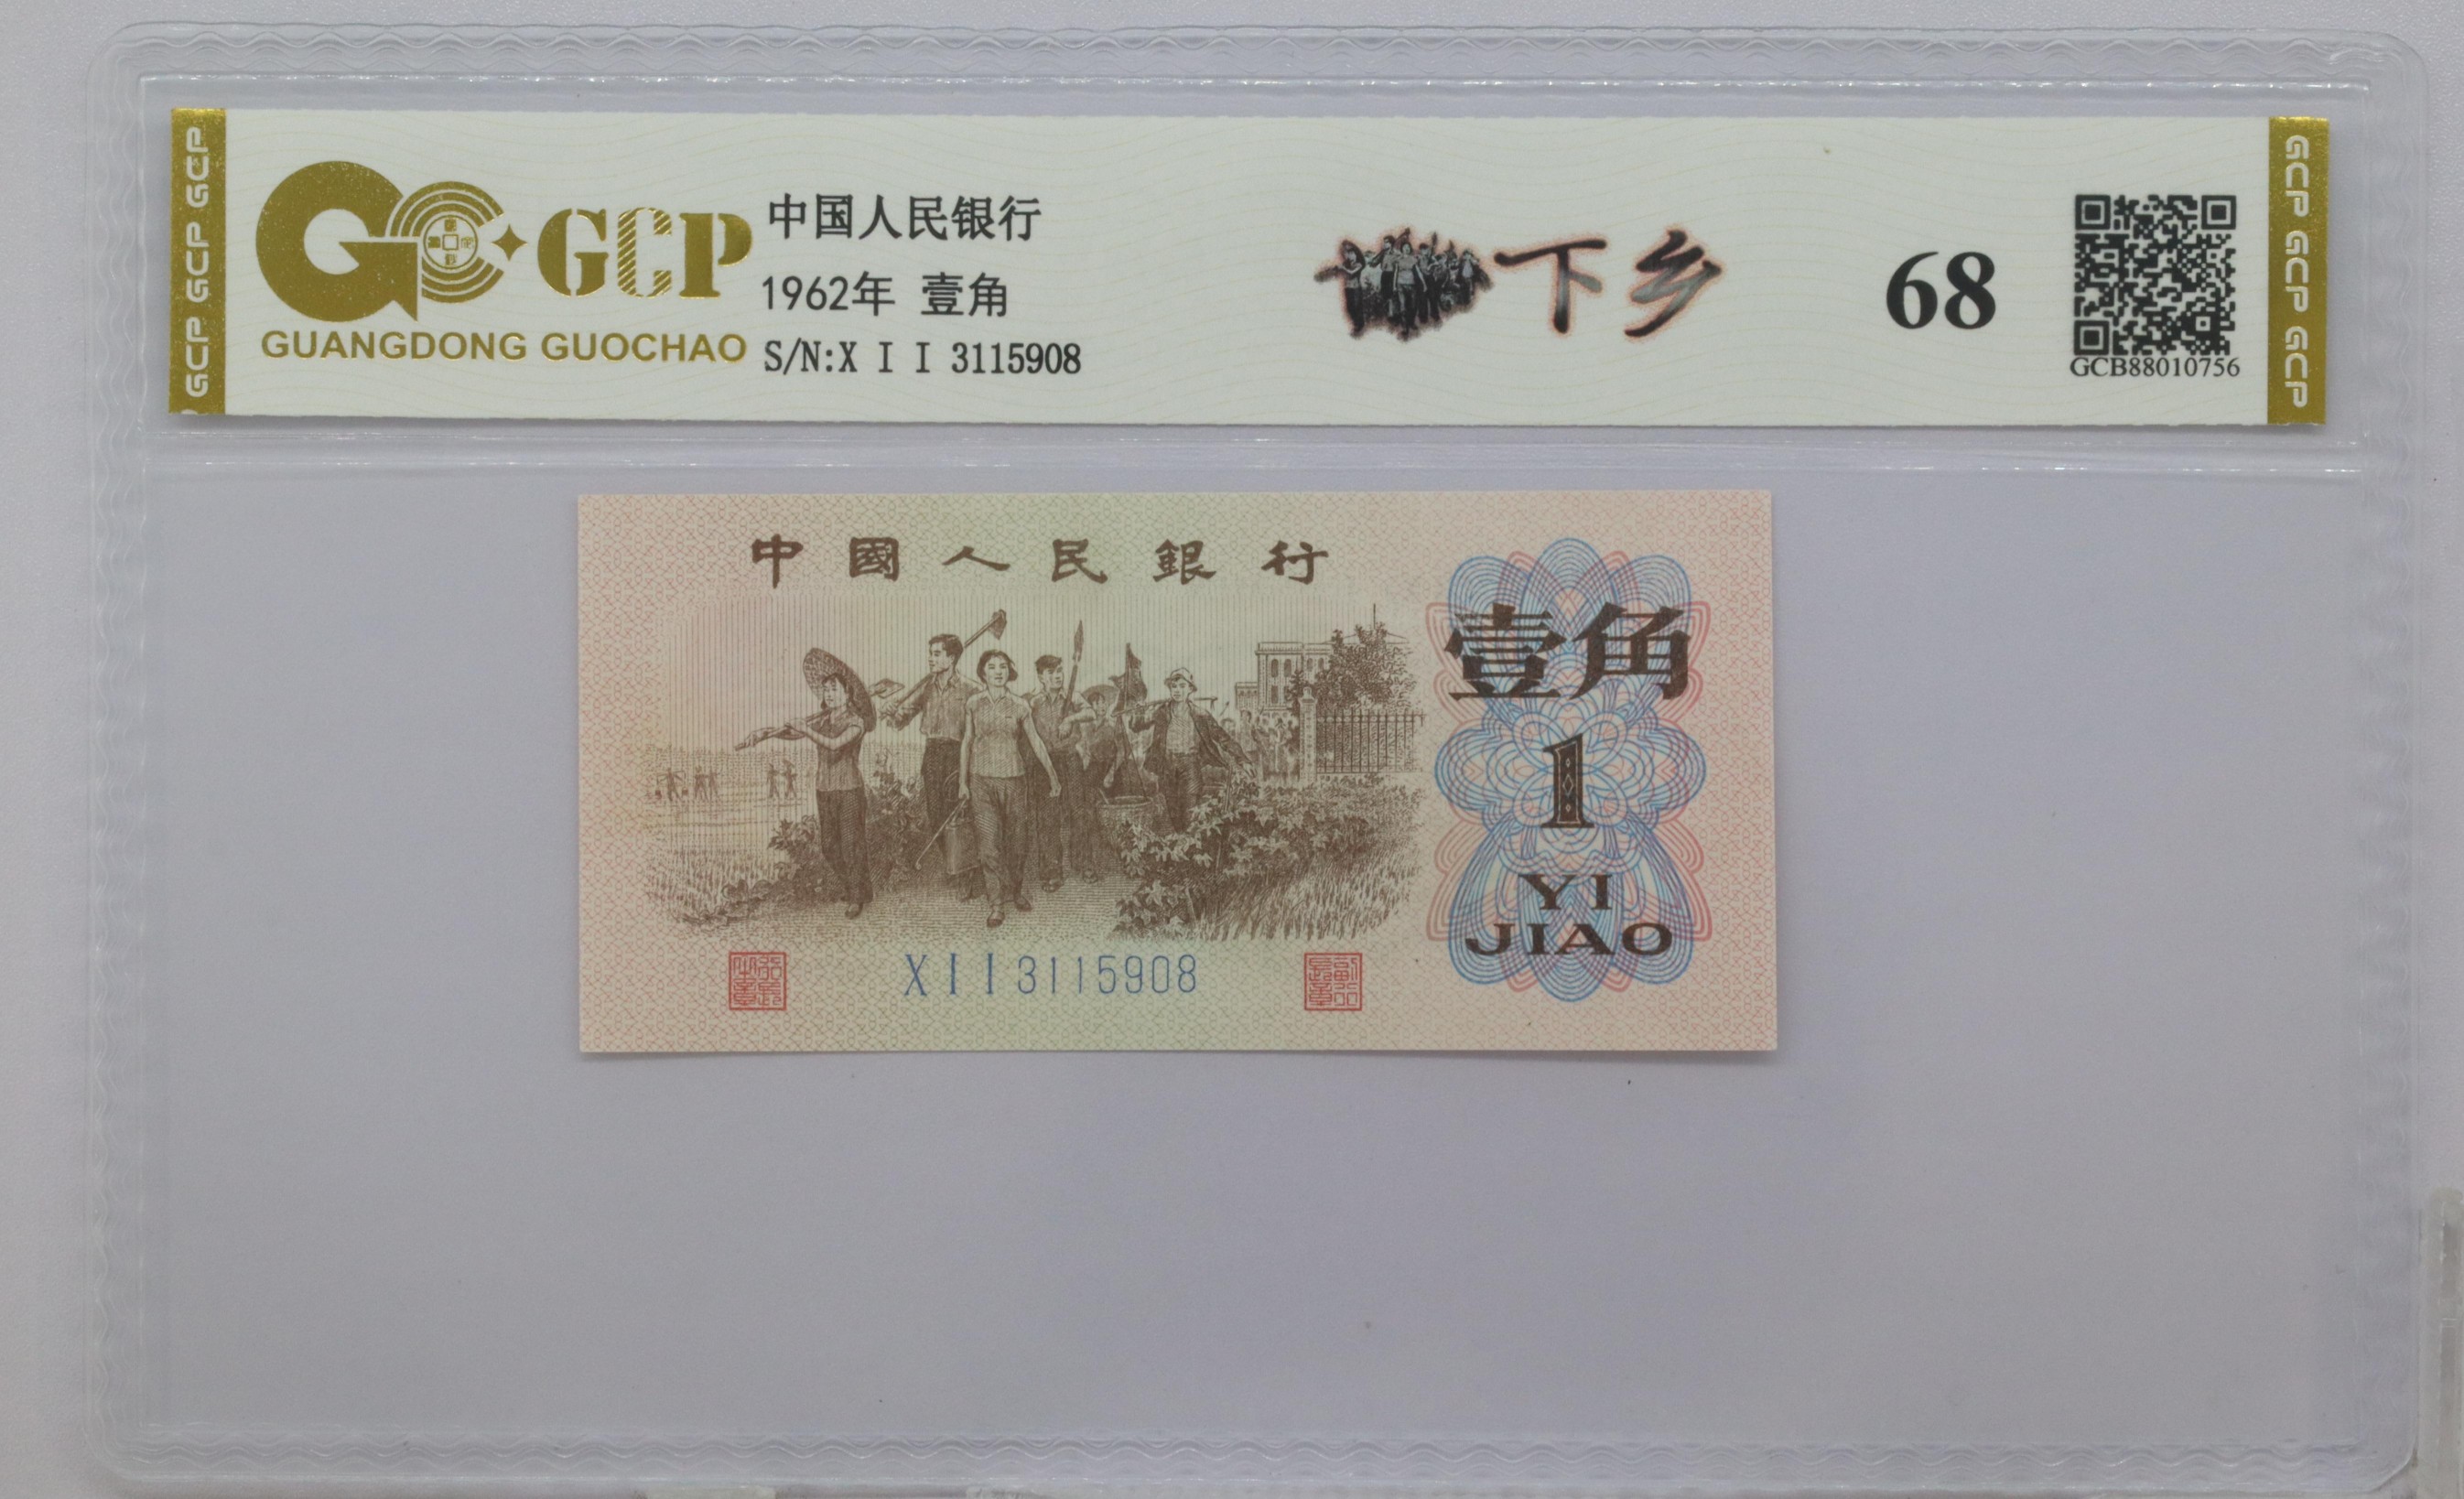 GCP GCP GCP
GCP
GUANGDONG GUOCHAO
中国人民银行
1962年 壹角
S/N:X I I 3115908
下乡
68
GCB88010756
GCP GCP GCP
中國人民銀行
壹角
1
YI
JIAO
X I I 3115908